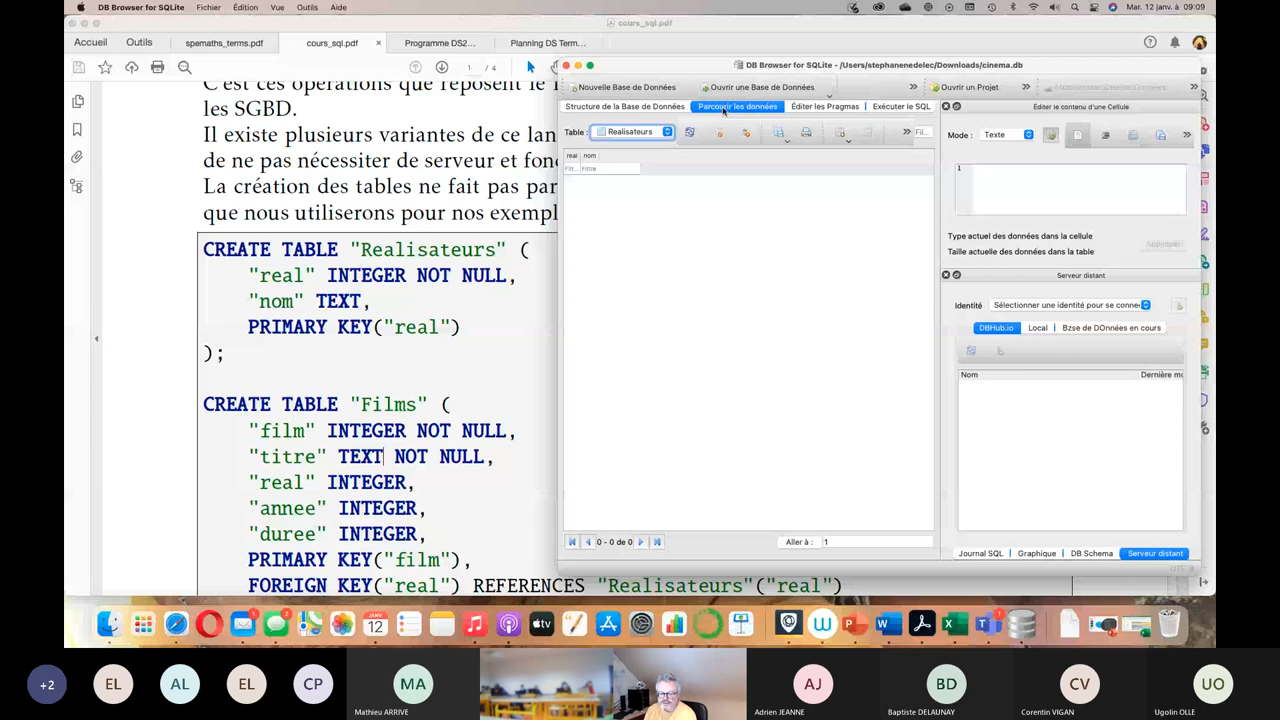 DB Browser for SQLite Fichier Édition Vue Outils Aide Mar. 12 janv. à 09:09
cours_sql.pdf
Accueil Outils spemaths_terms.pdf cours_sql.pdf × Programme DS2... Planning DS Term...
1 / 4
C'est ces opérations que reposent le
les SGBD.
Il existe plusieurs variantes de ce lan
de ne pas nécessiter de serveur et fonc
La création des tables ne fait pas par
que nous utiliserons pour nos exempl
CREATE TABLE "Realisateurs" (
"real" INTEGER NOT NULL,
"nom" TEXT,
PRIMARY KEY("real")
);
CREATE TABLE "Films" (
"film" INTEGER NOT NULL,
"titre" TEXT NOT NULL,
"real" INTEGER,
"annee" INTEGER,
"duree" INTEGER,
PRIMARY KEY("film"),
FOREIGN KEY("real") REFERENCES "Realisateurs"("real")
DB Browser for SQLite - /Users/stephanenedelec/Downloads/cinema.db
Nouvelle Base de Données Ouvrir une Base de Données » Ouvrir un Projet »
Structure de la Base de Données Parcourir les données Éditer les Pragmas Exécuter le SQL
Table : Realisateurs » Fil...
real nom
Filt... Filtre
0 - 0 de 0 Aller à : 1
Éditer le contenu d'une Cellule
Mode : Texte »
1
Type actuel des données dans la cellule
Taille actuelle des données dans la table
Appliquer
Serveur distant
Identité Sélectionner une identité pour se conne
DBHub.io Local Bzse de DOnnées en cours
Nom Dernière mo
Journal SQL Graphique DB Schema Serveur distant
UTF-8
JANV
12
+2 EL AL EL CP MA AJ BD CV UO
Mathieu ARRIVE Adrien JEANNE Baptiste DELAUNAY Corentin VIGAN Ugolin OLLE